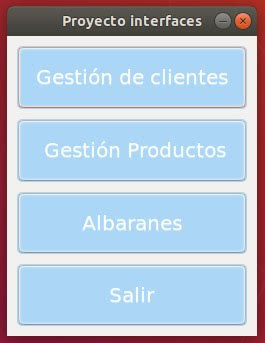 Proyecto interfaces
Gestión de clientes
Gestión Productos
Albaranes
Salir